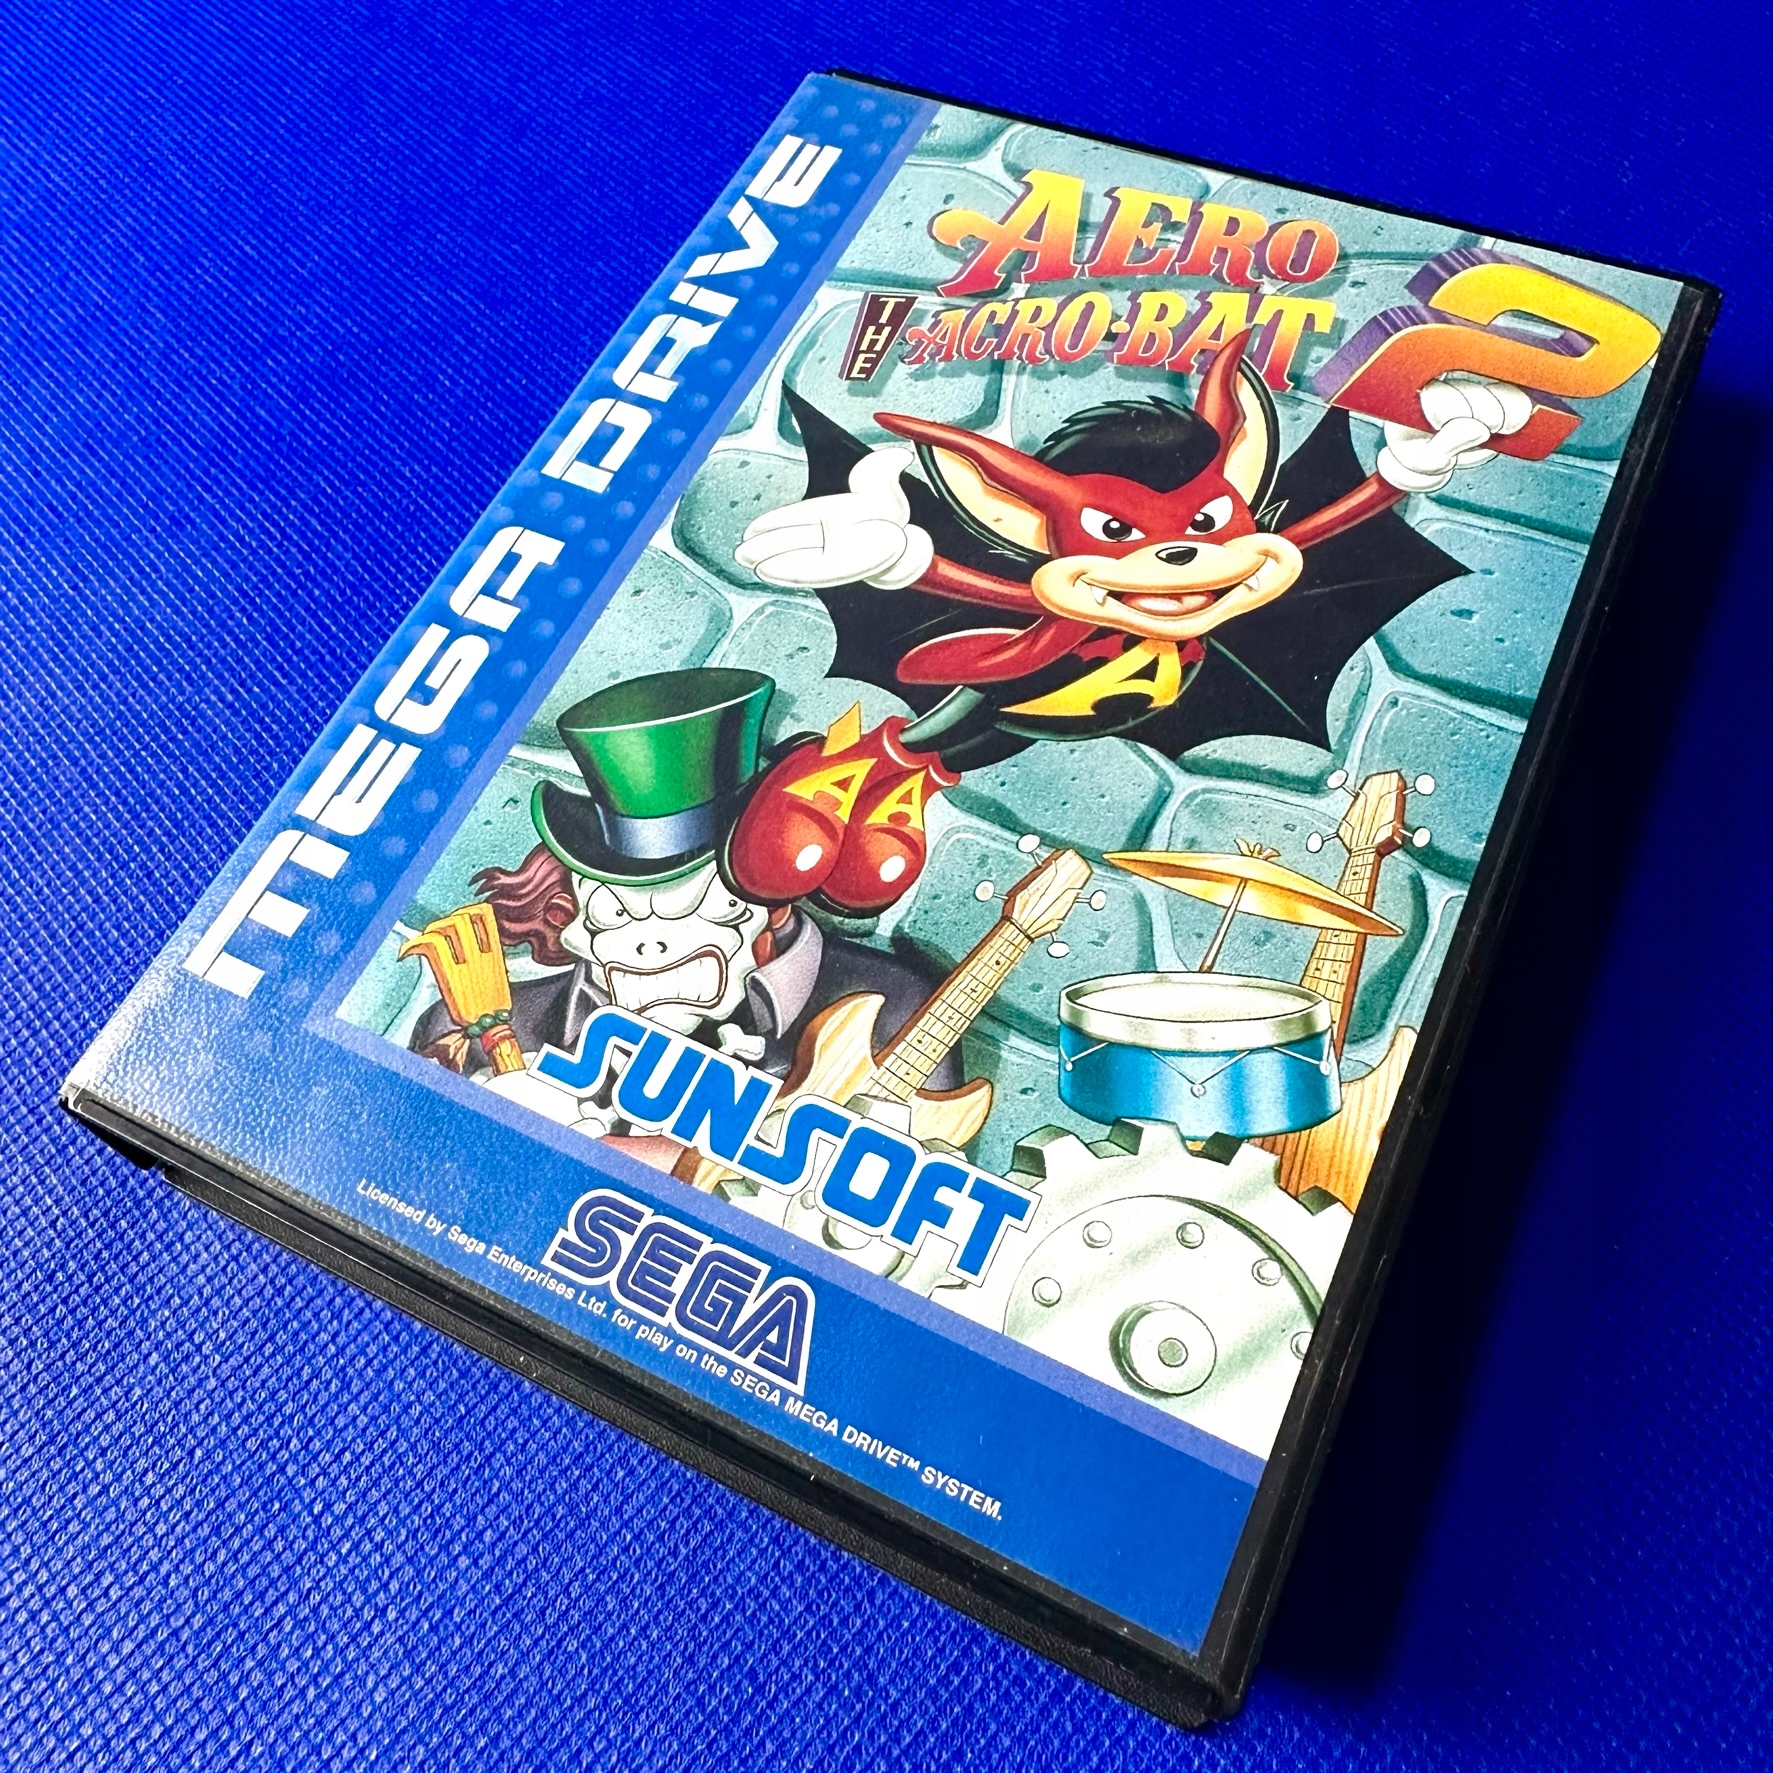 MEGA DRIVE
AERO
THE ACRO-BAT 2
A
A A
SUNSOFT
SEGA
Licensed by Sega Enterprises Ltd. for play on the SEGA MEGA DRIVE™ SYSTEM.